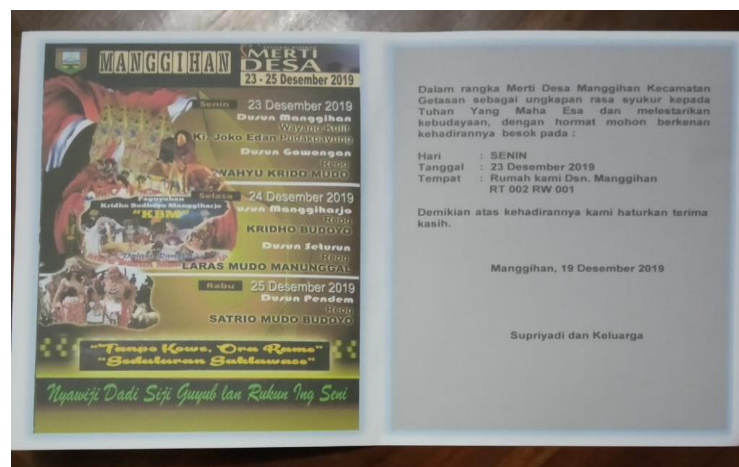 MANGGIHAN
MERTI
DESA
23 - 25 Desember 2019
Senin 23 Desember 2019
Dusun Manggihan
Wayang Kulit
Ki. Joko Edan Pudakpayung
Dusun Gawongan
Reog
WAHYU KRIDO MUDO
Selasa 24 Desember 2019
Dusun Manggiharjo
Reog
KRIDHO BUDOYO
Dusun Seturun
Reog
LARAS MUDO MANUNGGAL
Paguyuban
Kridho Budhoyo Manggiharjo
"KBM"
Rabu 25 Desember 2019
Dusun Pendem
Reog
SATRIO MUDO BUDOYO
"Tanpo Kowe, Ora Rame"
"Seduluran Saklawase"
Nyawiji Dadi Siji Guyub lan Rukun Ing Seni
Dalam rangka Merti Desa Manggihan Kecamatan
Getasan sebagai ungkapan rasa syukur kepada
Tuhan Yang Maha Esa dan melestarikan
kebudayaan, dengan hormat mohon berkenan
kehadirannya besok pada :
Hari : SENIN
Tanggal : 23 Desember 2019
Tempat : Rumah kami Dsn. Manggihan
RT 002 RW 001
Demikian atas kehadirannya kami haturkan terima
kasih.
Manggihan, 19 Desember 2019
Supriyadi dan Keluarga